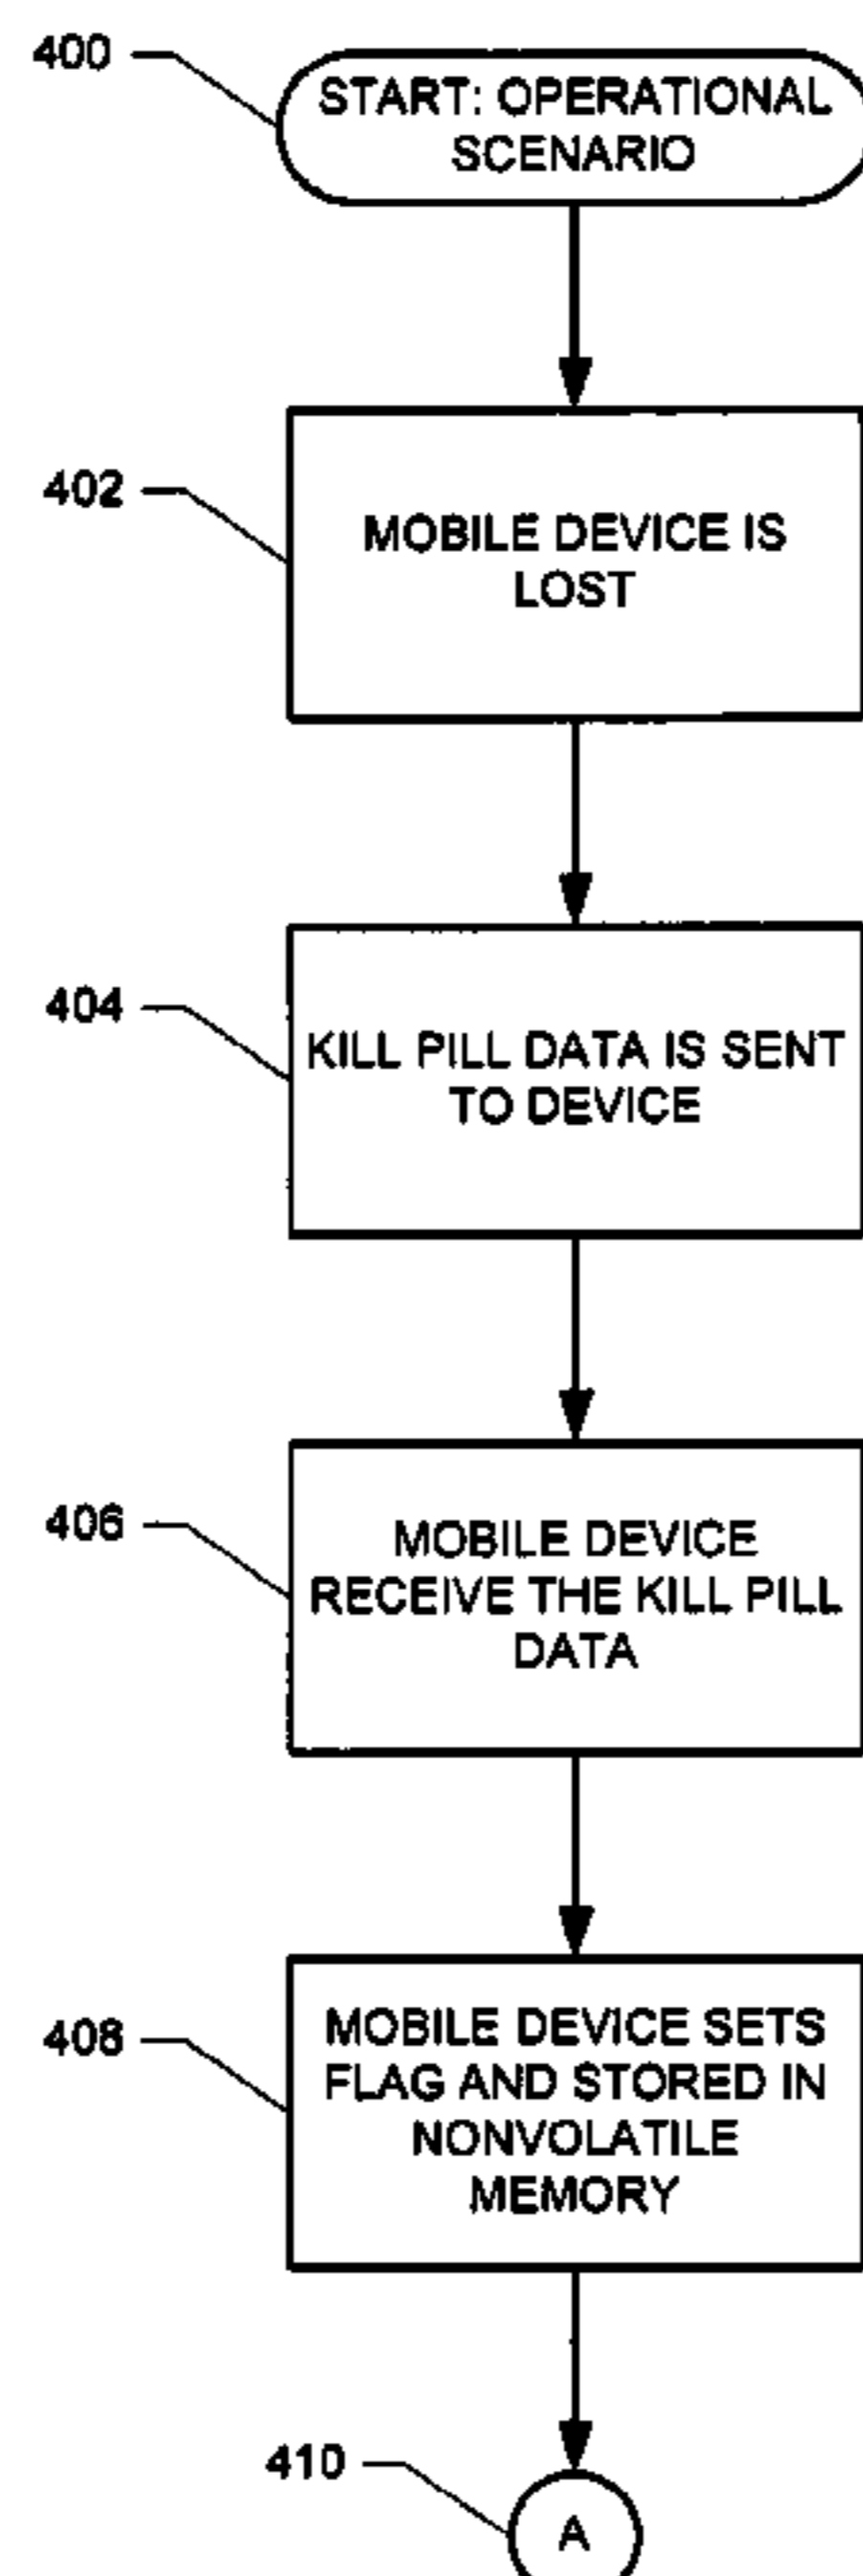 400
START: OPERATIONAL
SCENARIO
402
MOBILE DEVICE IS
LOST
404
KILL PILL DATA IS SENT
TO DEVICE
406
MOBILE DEVICE
RECEIVE THE KILL PILL
DATA
408
MOBILE DEVICE SETS
FLAG AND STORED IN
NONVOLATILE
MEMORY
410
A